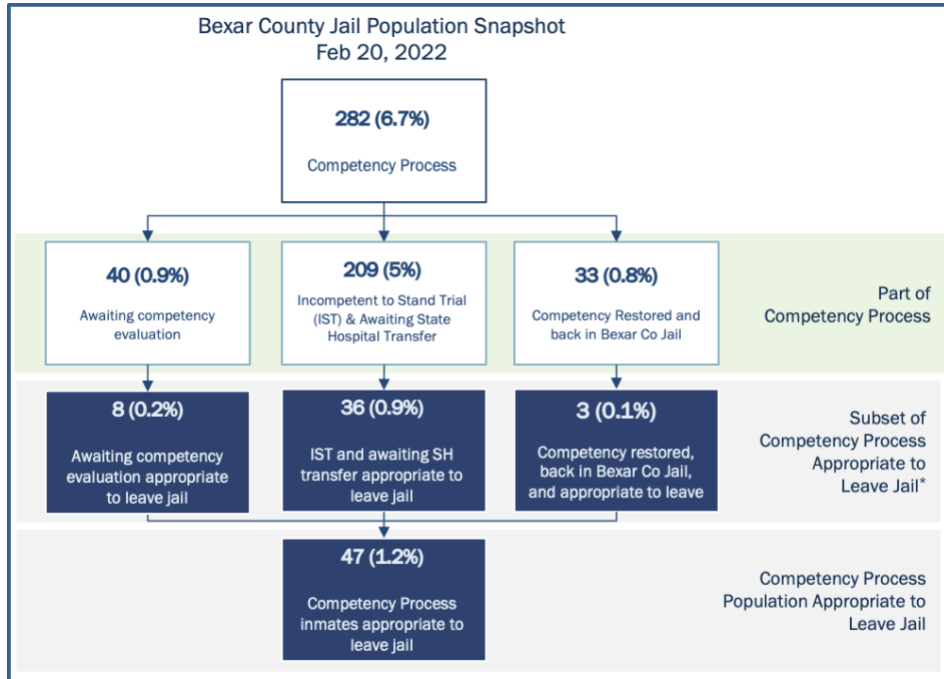 Bexar County Jail Population Snapshot
Feb 20, 2022
282 (6.7%)
Competency Process
40 (0.9%)
Awaiting competency
evaluation
209 (5%)
Incompetent to Stand Trial
(IST) & Awaiting State
Hospital Transfer
33 (0.8%)
Competency Restored and
back in Bexar Co Jail
Part of
Competency Process
8 (0.2%)
Awaiting competency
evaluation appropriate
to leave jail
36 (0.9%)
IST and awaiting SH
transfer appropriate to
leave jail
3 (0.1%)
Competency restored,
back in Bexar Co Jail,
and appropriate to leave
Subset of
Competency Process
Appropriate to
Leave Jail*
47 (1.2%)
Competency Process
inmates appropriate to
leave jail
Competency Process
Population Appropriate to
Leave Jail